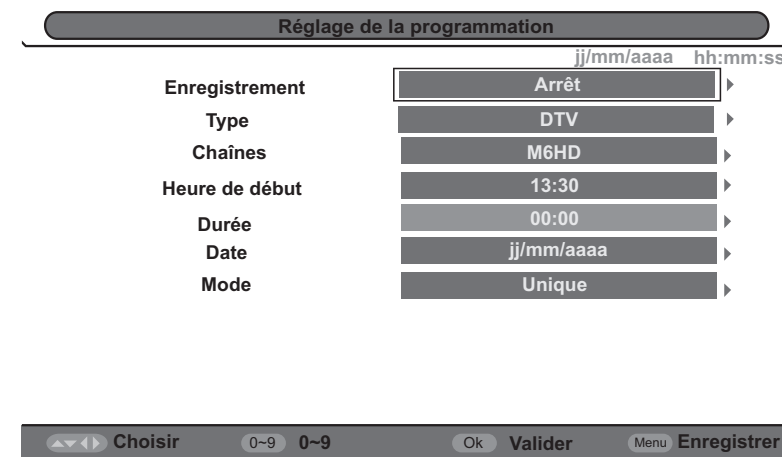 Réglage de la programmation
jj/mm/aaaa hh:mm:ss
Enregistrement Arrêt
Type DTV
Chaînes M6HD
Heure de début 13:30
Durée 00:00
Date jj/mm/aaaa
Mode Unique
Choisir 0~9 0~9 Ok Valider Menu Enregistrer